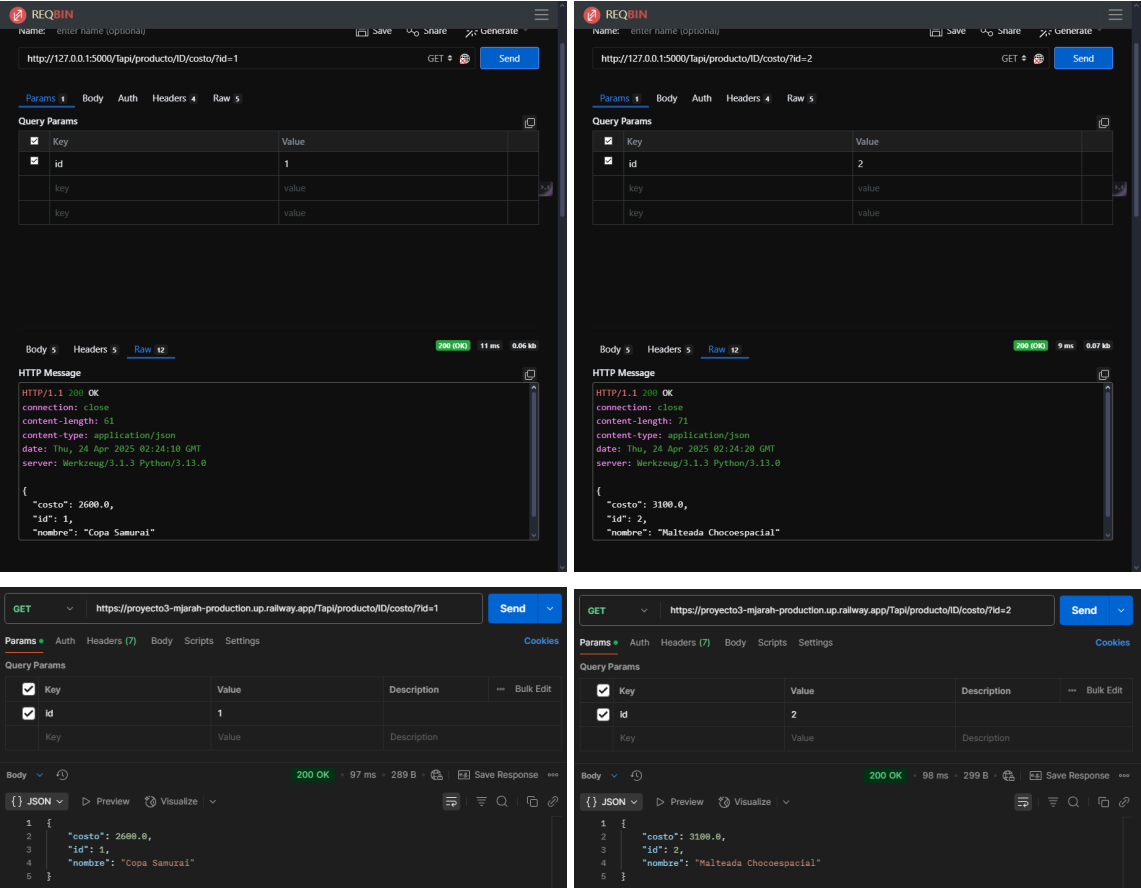 REQBIN
Name: enter name (optional) Save Share Generate
http://127.0.0.1:5000/Tapi/producto/ID/costo/?id=1 GET Send
Params 1 Body Auth Headers 4 Raw 5
Query Params
Key Value
id 1
key value
key value
Body 5 Headers 5 Raw 12 200 (OK) 11 ms 0.06 kb
HTTP Message
HTTP/1.1 200 OK
connection: close
content-length: 61
content-type: application/json
date: Thu, 24 Apr 2025 02:24:10 GMT
server: Werkzeug/3.1.3 Python/3.13.0
{
"costo": 2600.0,
"id": 1,
"nombre": "Copa Samurai"
REQBIN
Name: enter name (optional) Save Share Generate
http://127.0.0.1:5000/Tapi/producto/ID/costo/?id=2 GET Send
Params 1 Body Auth Headers 4 Raw 5
Query Params
Key Value
id 2
key value
key value
Body 5 Headers 5 Raw 12 200 (OK) 9 ms 0.07 kb
HTTP Message
HTTP/1.1 200 OK
connection: close
content-length: 71
content-type: application/json
date: Thu, 24 Apr 2025 02:24:20 GMT
server: Werkzeug/3.1.3 Python/3.13.0
{
"costo": 3100.0,
"id": 2,
"nombre": "Malteada Chocoespacial"
GET https://proyecto3-mjarah-production.up.railway.app/Tapi/producto/ID/costo/?id=1 Send
Params Auth Headers (7) Body Scripts Settings Cookies
Query Params
Key Value Description ... Bulk Edit
id 1
Key Value Description
Body 200 OK 97 ms 289 B Save Response
{} JSON Preview Visualize
1 {
2 "costo": 2600.0,
3 "id": 1,
4 "nombre": "Copa Samurai"
5 }
GET https://proyecto3-mjarah-production.up.railway.app/Tapi/producto/ID/costo/?id=2 Send
Params Auth Headers (7) Body Scripts Settings Cookies
Query Params
Key Value Description ... Bulk Edit
id 2
Key Value Description
Body 200 OK 98 ms 299 B Save Response
{} JSON Preview Visualize
1 {
2 "costo": 3100.0,
3 "id": 2,
4 "nombre": "Malteada Chocoespacial"
5 }